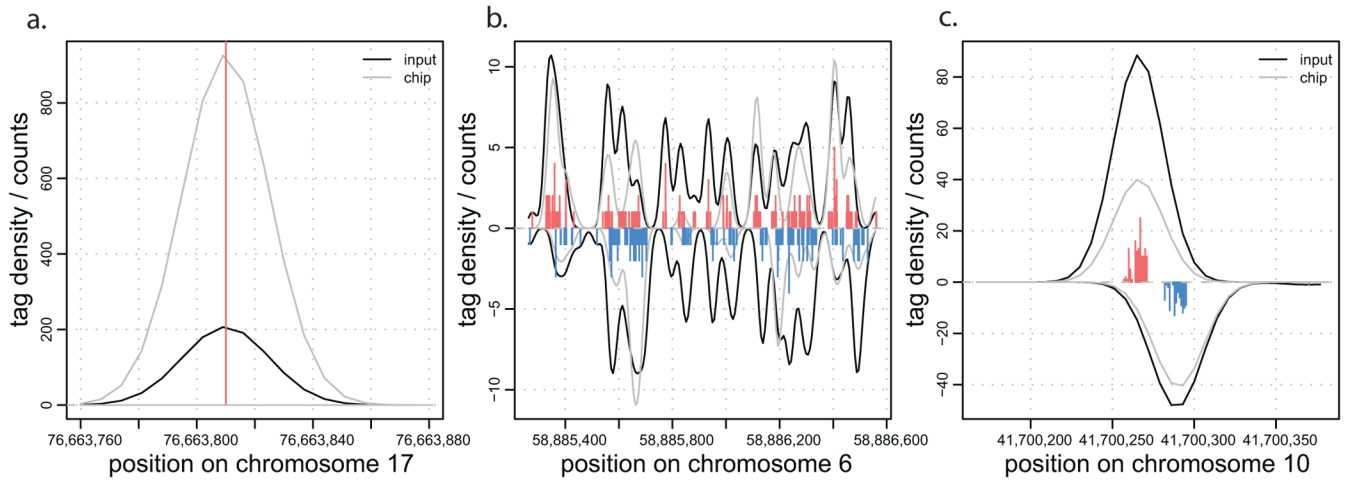 a.
tag density / counts
800
600
400
200
0
input
chip
76,663,760
76,663,800
76,663,840
76,663,880
position on chromosome 17
b.
tag density / counts
10
5
0
−5
−10
58,885,400
58,885,800
58,886,200
58,886,600
position on chromosome 6
c.
tag density / counts
80
60
40
20
0
−20
−40
input
chip
41,700,200
41,700,250
41,700,300
41,700,350
position on chromosome 10